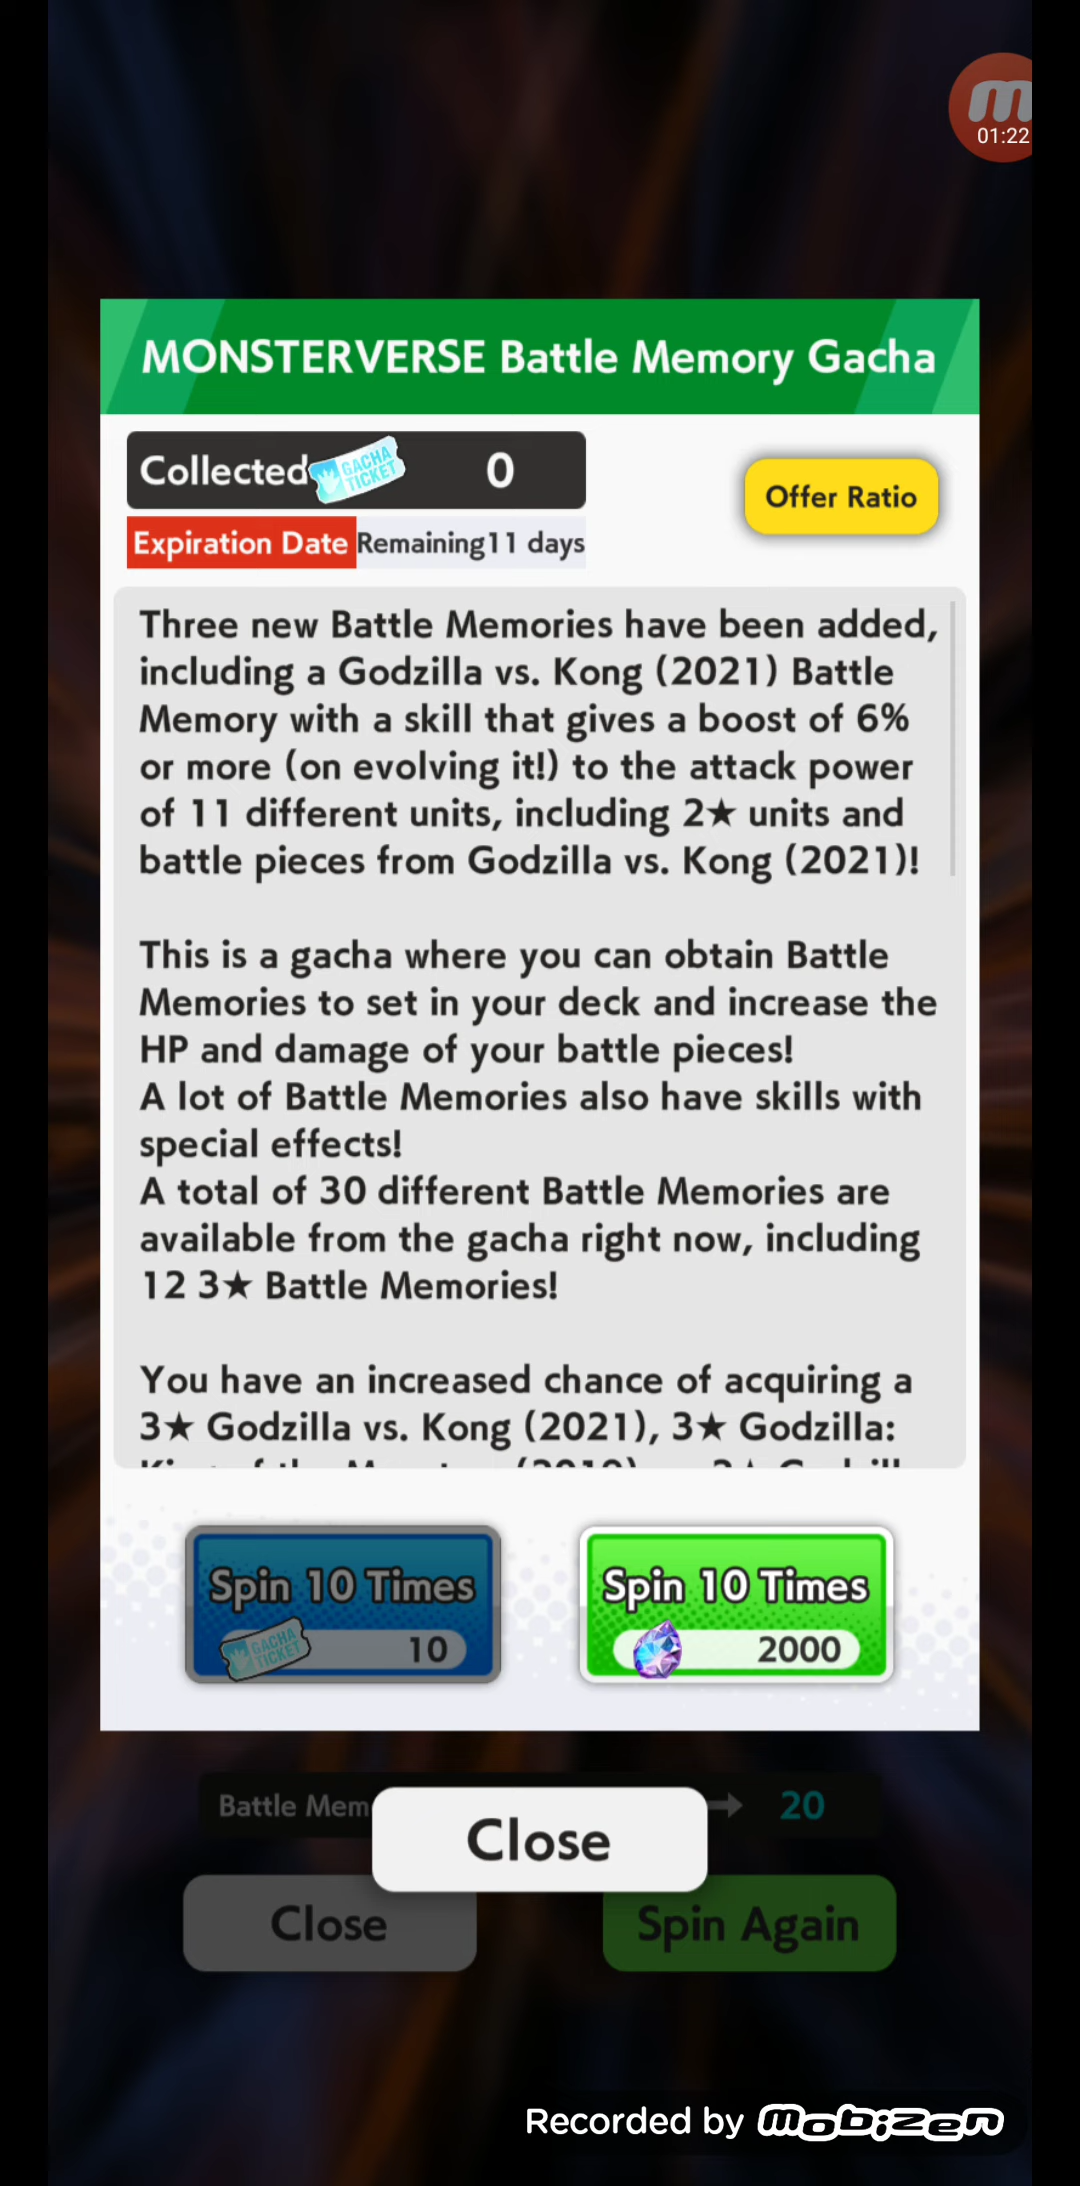 01:22
MONSTERVERSE Battle Memory Gacha
Collected GACHA TICKET 0
Offer Ratio
Expiration Date Remaining11 days
Three new Battle Memories have been added,
including a Godzilla vs. Kong (2021) Battle
Memory with a skill that gives a boost of 6%
or more (on evolving it!) to the attack power
of 11 different units, including 2★ units and
battle pieces from Godzilla vs. Kong (2021)!
This is a gacha where you can obtain Battle
Memories to set in your deck and increase the
HP and damage of your battle pieces!
A lot of Battle Memories also have skills with
special effects!
A total of 30 different Battle Memories are
available from the gacha right now, including
12 3★ Battle Memories!
You have an increased chance of acquiring a
3★ Godzilla vs. Kong (2021), 3★ Godzilla:
Spin 10 Times
GACHA TICKET 10
Spin 10 Times
2000
Battle Mem → 20
Close
Close
Spin Again
Recorded by mobizen